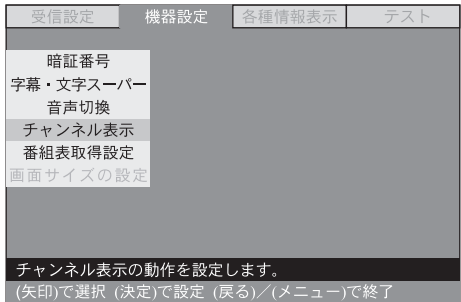 受信設定 機器設定 各種情報表示 テスト
暗証番号
字幕・文字スーパー
音声切換
チャンネル表示
番組表取得設定
画面サイズの設定
チャンネル表示の動作を設定します。
(矢印)で選択 (決定)で設定 (戻る)／(メニュー)で終了